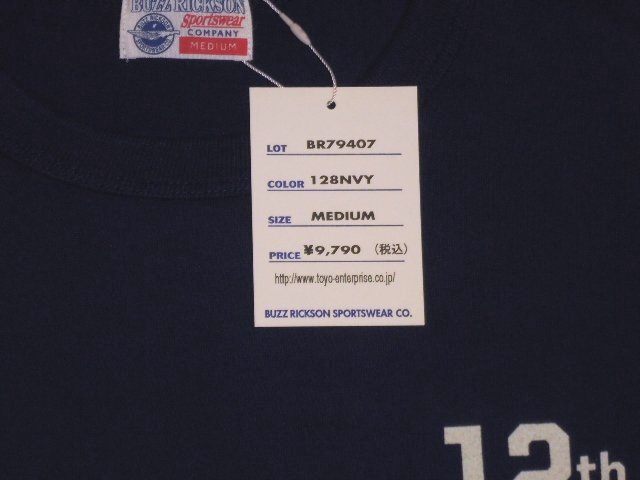 BUZZ RICKSON
Sportswear
COMPANY
MEDIUM
LOT BR79407
COLOR 128NVY
SIZE MEDIUM
PRICE ¥9,790 (税込)
http://www.toyo-enterprise.co.jp/
BUZZ RICKSON SPORTSWEAR CO.
12th